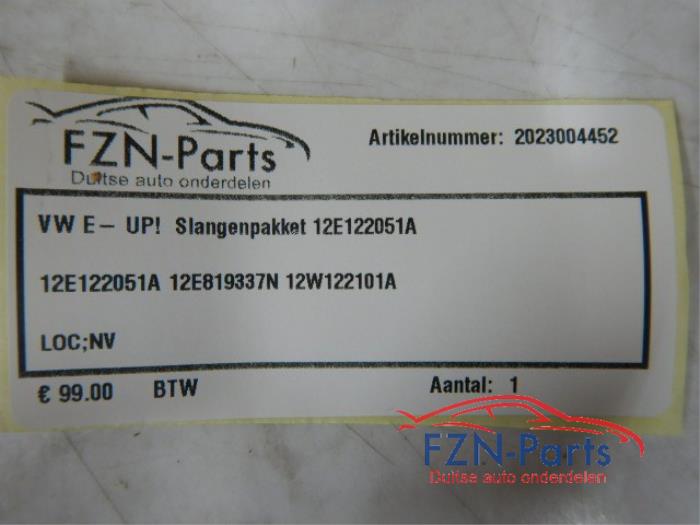 FZN-Parts
Duitse auto onderdelen
Artikelnummer: 2023004452
VW E- UP! Slangenpakket 12E122051A
12E122051A 12E819337N 12W122101A
LOC;NV
€ 99.00 BTW Aantal: 1
FZN-Parts
Duitse auto onderdelen